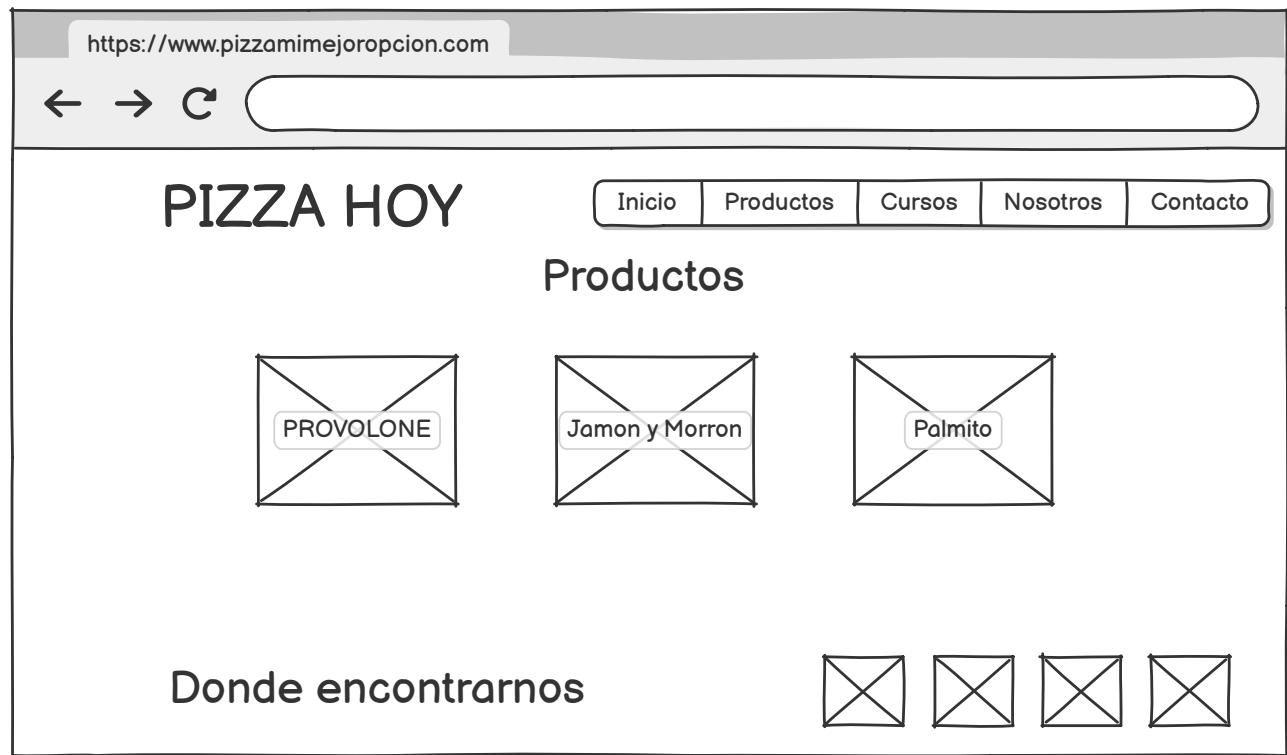 https://www.pizzamimejoropcion.com
PIZZA HOY
Inicio Productos Cursos Nosotros Contacto
Productos
PROVOLONE Jamon y Morron Palmito
Donde encontrarnos